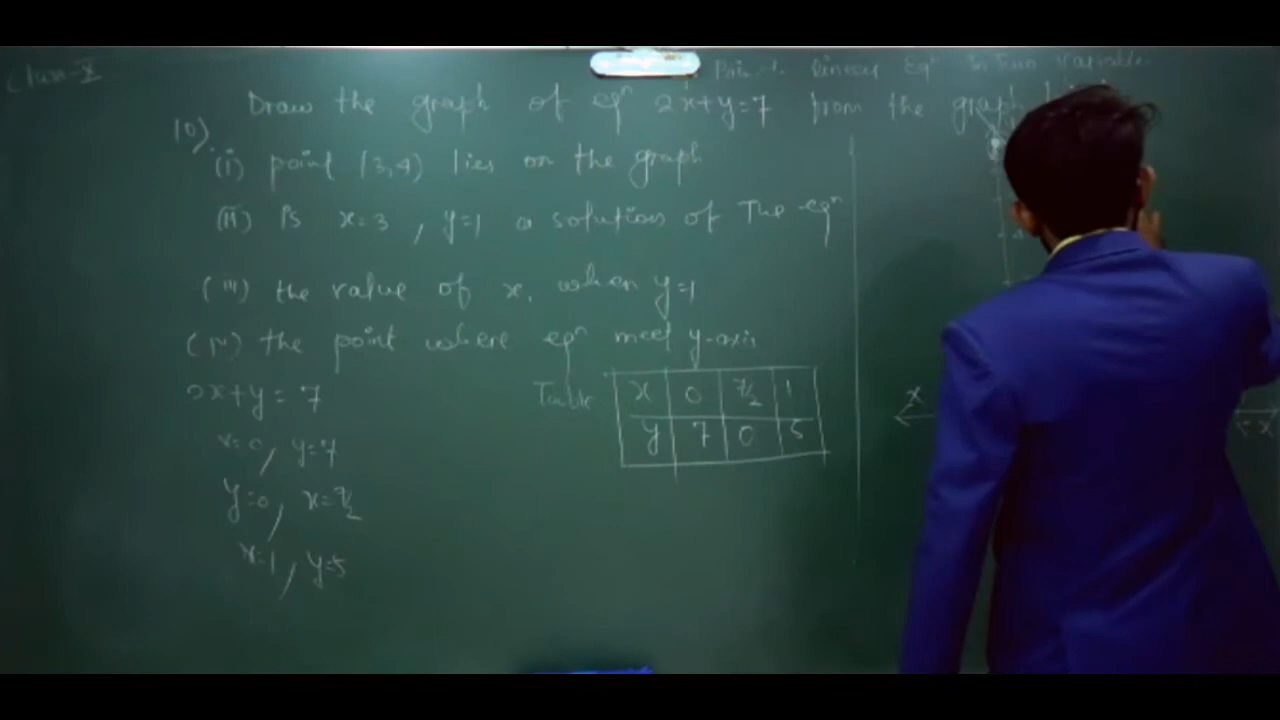 Class-X
Linear Eqn in Two Variable
Draw the graph of eqn 2x+y=7 from the graph
10).
(i) point (3,4) lies on the graph
(ii) Is x=3, y=1 a solution of The eqn
(iii) the value of x, when y=1
(iv) the point where eqn meet y-axis
2x+y=7
x=0, y=7
y=0, x=7/2
x=1, y=5
Table
x 0 7/2 1
y 7 0 5
x
x